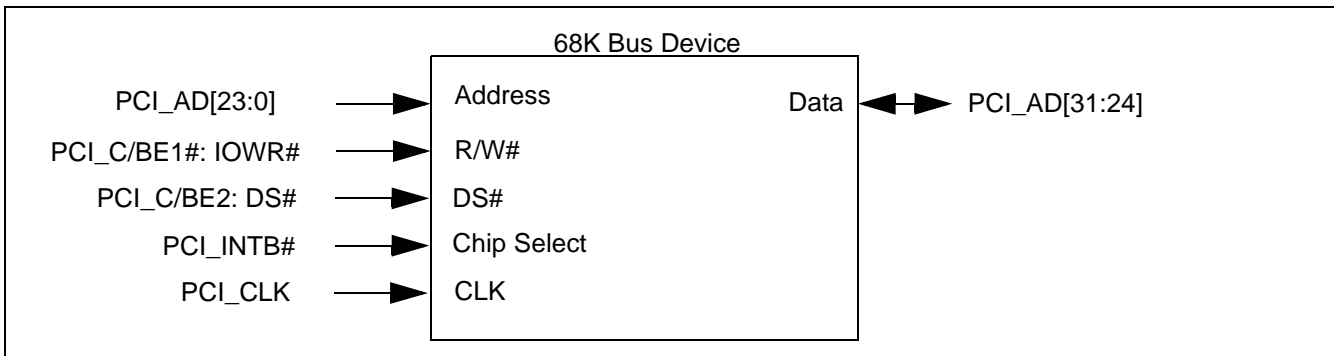 68K Bus Device
PCI_AD[23:0] Address Data PCI_AD[31:24]
PCI_C/BE1#: IOWR# R/W#
PCI_C/BE2: DS# DS#
PCI_INTB# Chip Select
PCI_CLK CLK